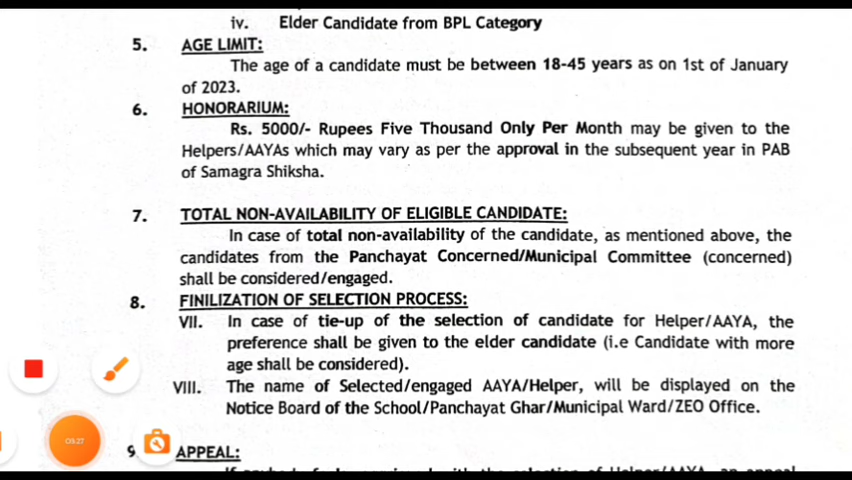 iv. Elder Candidate from BPL Category
5. AGE LIMIT:
The age of a candidate must be between 18-45 years as on 1st of January
of 2023.
6. HONORARIUM:
Rs. 5000/- Rupees Five Thousand Only Per Month may be given to the
Helpers/AAYAs which may vary as per the approval in the subsequent year in PAB
of Samagra Shiksha.
7. TOTAL NON-AVAILABILITY OF ELIGIBLE CANDIDATE:
In case of total non-availability of the candidate, as mentioned above, the
candidates from the Panchayat Concerned/Municipal Committee (concerned)
shall be considered/engaged.
8. FINILIZATION OF SELECTION PROCESS:
VII. In case of tie-up of the selection of candidate for Helper/AAYA, the
preference shall be given to the elder candidate (i.e Candidate with more
age shall be considered).
VIII. The name of Selected/engaged AAYA/Helper, will be displayed on the
Notice Board of the School/Panchayat Ghar/Municipal Ward/ZEO Office.
9 APPEAL:
selection of Helper/AAYA, an appeal